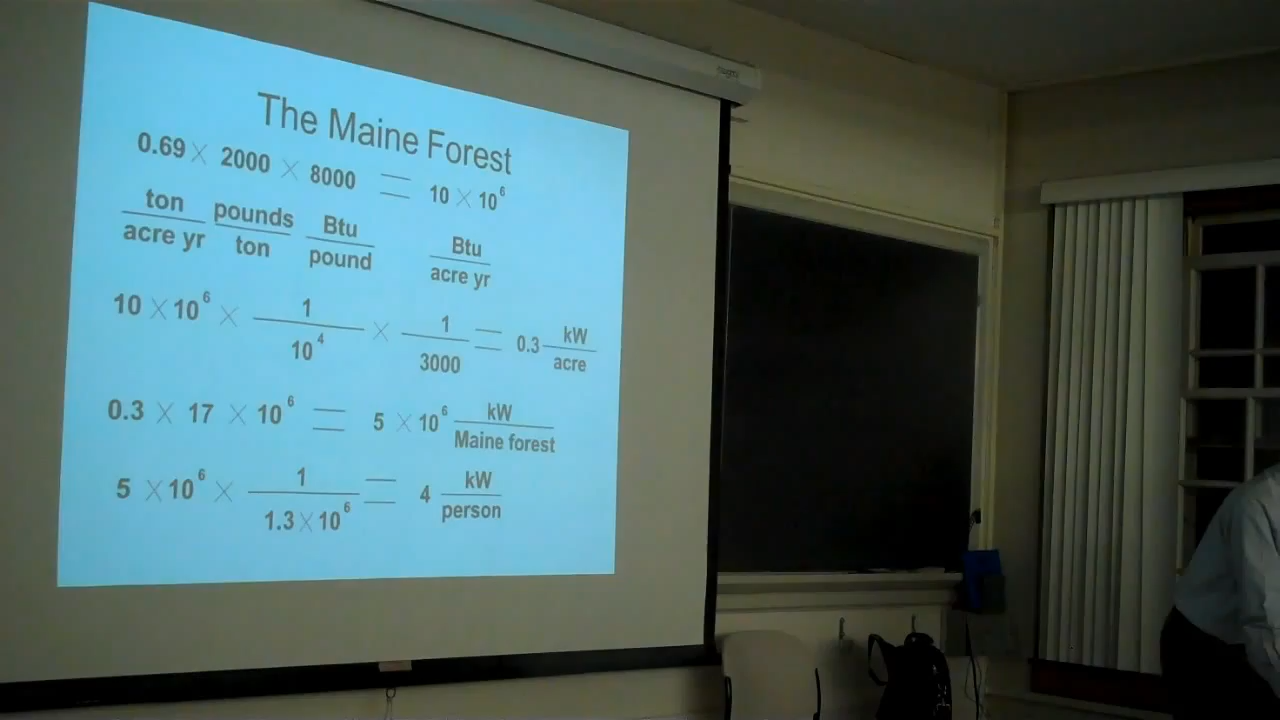 The Maine Forest
0.69 × 2000 × 8000 = 10 × 10⁶
ton/acre yr pounds/ton Btu/pound Btu/acre yr
10 × 10⁶ × 1/10⁴ × 1/3000 = 0.3 kW/acre
0.3 × 17 × 10⁶ = 5 × 10⁶ kW/Maine forest
5 × 10⁶ × 1/1.3 × 10⁶ = 4 kW/person